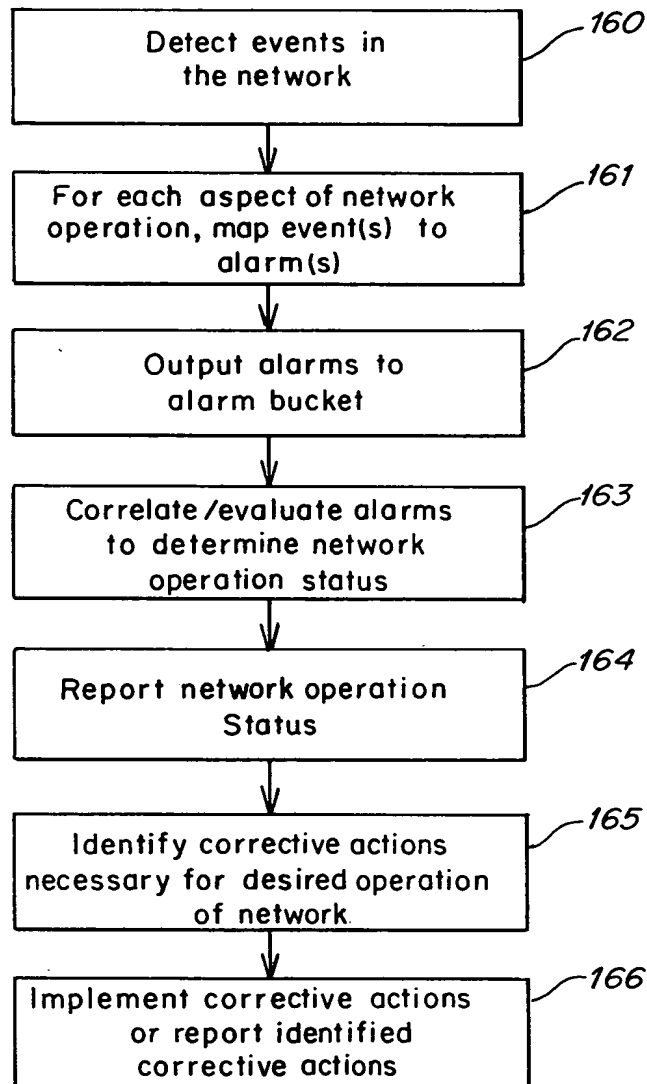 160
Detect events in
the network
161
For each aspect of network
operation, map event(s) to
alarm(s)
162
Output alarms to
alarm bucket
163
Correlate/evaluate alarms
to determine network
operation status
164
Report network operation
Status
165
Identify corrective actions
necessary for desired operation
of network.
166
Implement corrective actions
or report identified
corrective actions